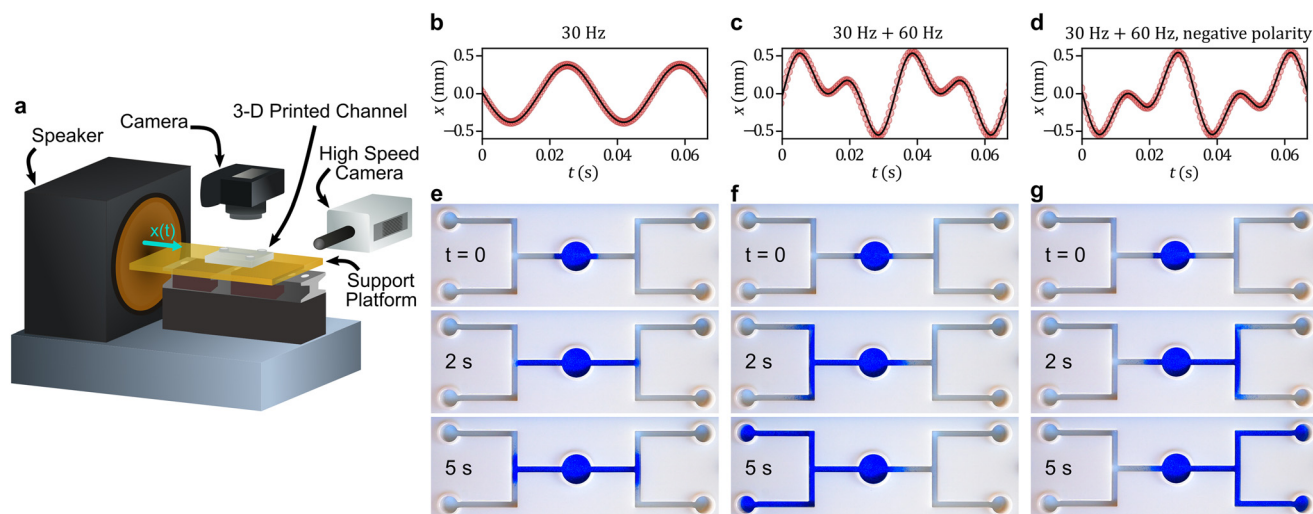 a
Speaker
Camera
3-D Printed Channel
High Speed
Camera
x(t)
Support
Platform
b
30 Hz
x (mm)
0.5
0.0
−0.5
0
0.02
0.04
0.06
t (s)
c
30 Hz + 60 Hz
x (mm)
0.5
0.0
−0.5
0
0.02
0.04
0.06
t (s)
d
30 Hz + 60 Hz, negative polarity
x (mm)
0.5
0.0
−0.5
0
0.02
0.04
0.06
t (s)
e
t = 0
2 s
5 s
f
t = 0
2 s
5 s
g
t = 0
2 s
5 s